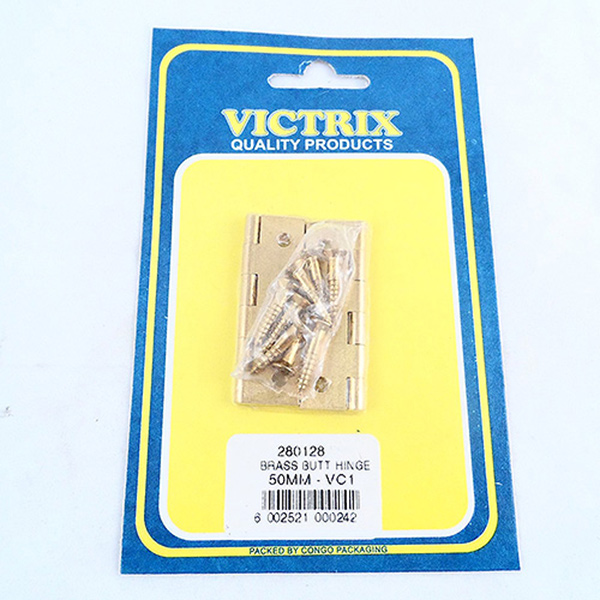 VICTRIX
QUALITY PRODUCTS
280128
BRASS BUTT HINGE
50MM - VC1
6 002521 000242
PACKED BY CONGO PACKAGING